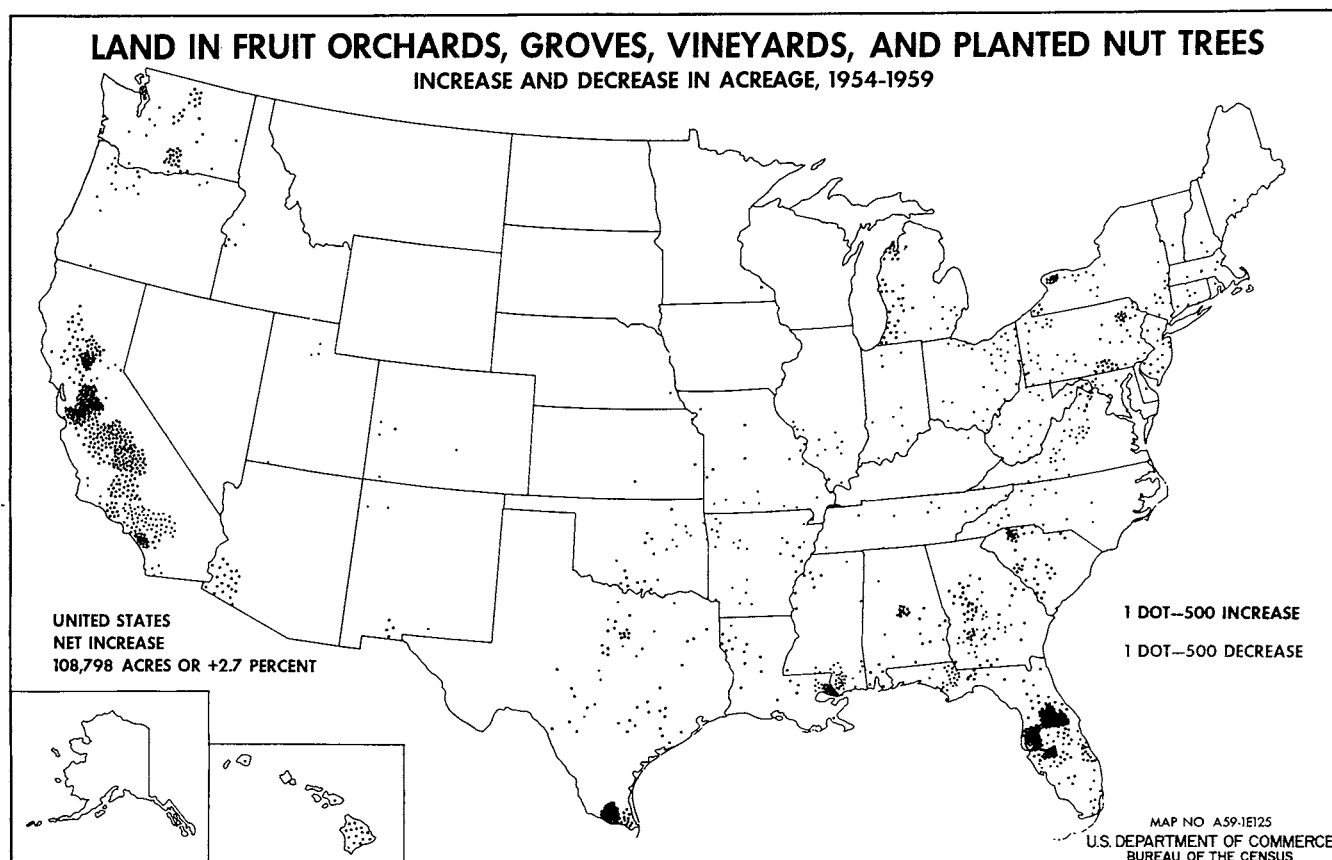 LAND IN FRUIT ORCHARDS, GROVES, VINEYARDS, AND PLANTED NUT TREES
INCREASE AND DECREASE IN ACREAGE, 1954-1959
UNITED STATES
NET INCREASE
108,798 ACRES OR +2.7 PERCENT
1 DOT—500 INCREASE
1 DOT—500 DECREASE
MAP NO A59-1E125
U.S. DEPARTMENT OF COMMERCE
BUREAU OF THE CENSUS